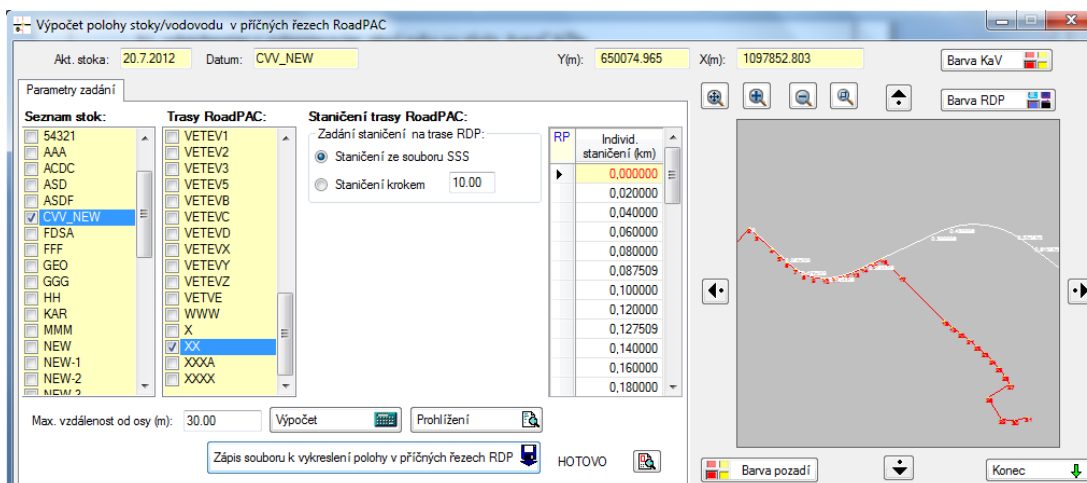 Výpočet polohy stoky/vodovodu v příčných řezech RoadPAC
Akt. stoka: 20.7.2012 Datum: CVV_NEW Y(m): 650074.965 X(m): 1097852.803 Barva KaV
Parametry zadání
Barva RDP
Seznam stok:
54321
AAA
ACDC
ASD
ASDF
CVV_NEW
FDSA
FFF
GEO
GGG
HH
KAR
MMM
NEW
NEW-1
NEW-2
Trasy RoadPAC:
VETEV1
VETEV2
VETEV3
VETEV5
VETEVB
VETEVC
VETEVD
VETEVX
VETEVY
VETEVZ
VETVE
WWW
X
XX
XXXA
XXXX
Staničení trasy RoadPAC:
Zadání staničení na trase RDP:
Staničení ze souboru SSS
Staničení krokem 10.00
RP Individ.
staničení (km)
0,000000
0,020000
0,040000
0,060000
0,080000
0,087509
0,100000
0,120000
0,127509
0,140000
0,160000
0,180000
Max. vzdálenost od osy (m): 30.00 Výpočet Prohlížení
Zápis souboru k vykreslení polohy v příčných řezech RDP HOTOVO
Barva pozadí Konec